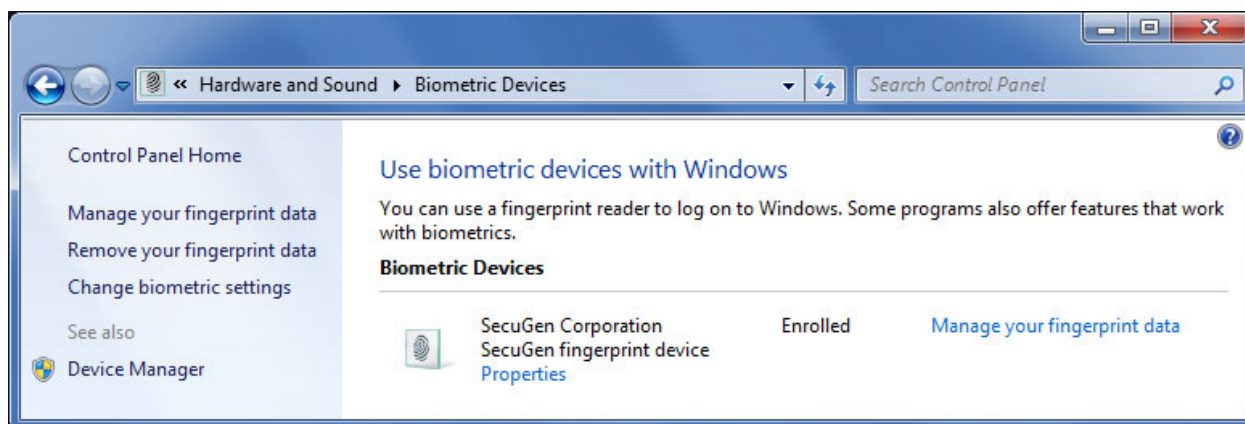 « Hardware and Sound ▸ Biometric Devices
Search Control Panel
Control Panel Home
Manage your fingerprint data
Remove your fingerprint data
Change biometric settings
See also
Device Manager
Use biometric devices with Windows
You can use a fingerprint reader to log on to Windows. Some programs also offer features that work
with biometrics.
Biometric Devices
SecuGen Corporation Enrolled Manage your fingerprint data
SecuGen fingerprint device
Properties